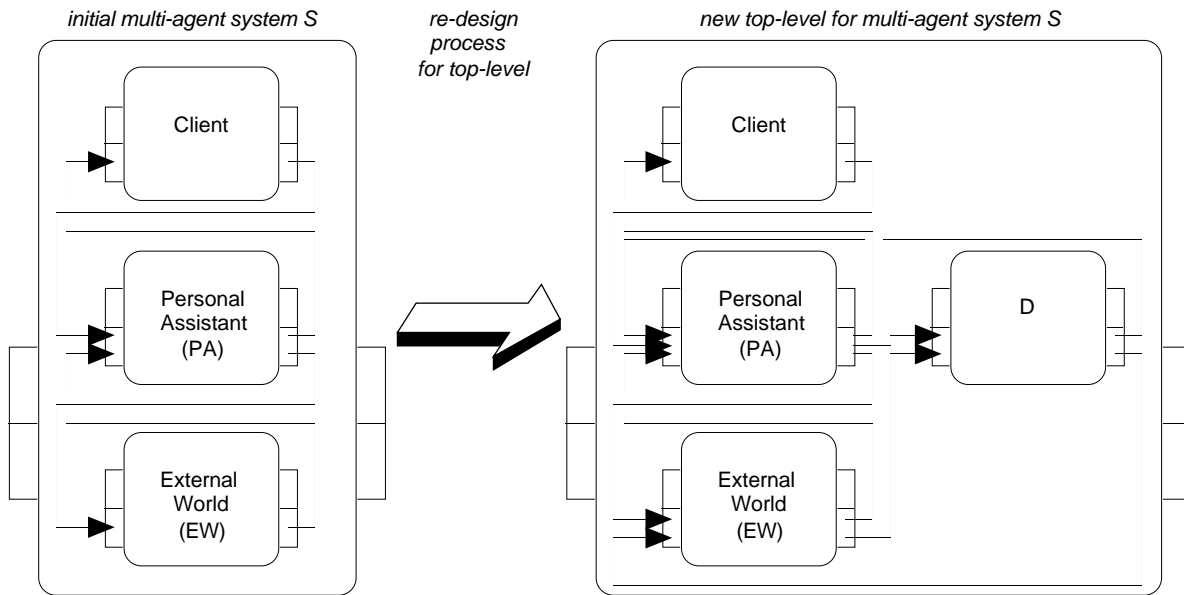 initial multi-agent system S
re-design
process
for top-level
new top-level for multi-agent system S
Client
Personal
Assistant
(PA)
External
World
(EW)
Client
Personal
Assistant
(PA)
D
External
World
(EW)